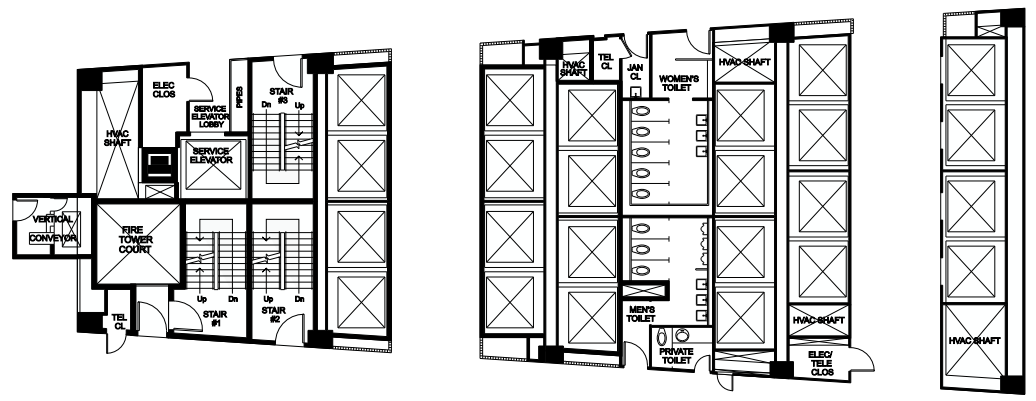 ELEC
CLOS
PIPES
STAIR
#3
Dn
Up
SERVICE
ELEVATOR
LOBBY
HVAC
SHAFT
SERVICE
ELEVATOR
VERTICAL
CONVEYOR
FIRE
TOWER
COURT
Up
Dn
Up
Dn
TEL
CL
STAIR
#1
STAIR
#2
HVAC
SHAFT
TEL
CL
JAN
CL
WOMEN'S
TOILET
HVAC SHAFT
MEN'S
TOILET
PRIVATE
TOILET
HVAC SHAFT
ELEC/
TELE
CLOS
HVAC SHAFT